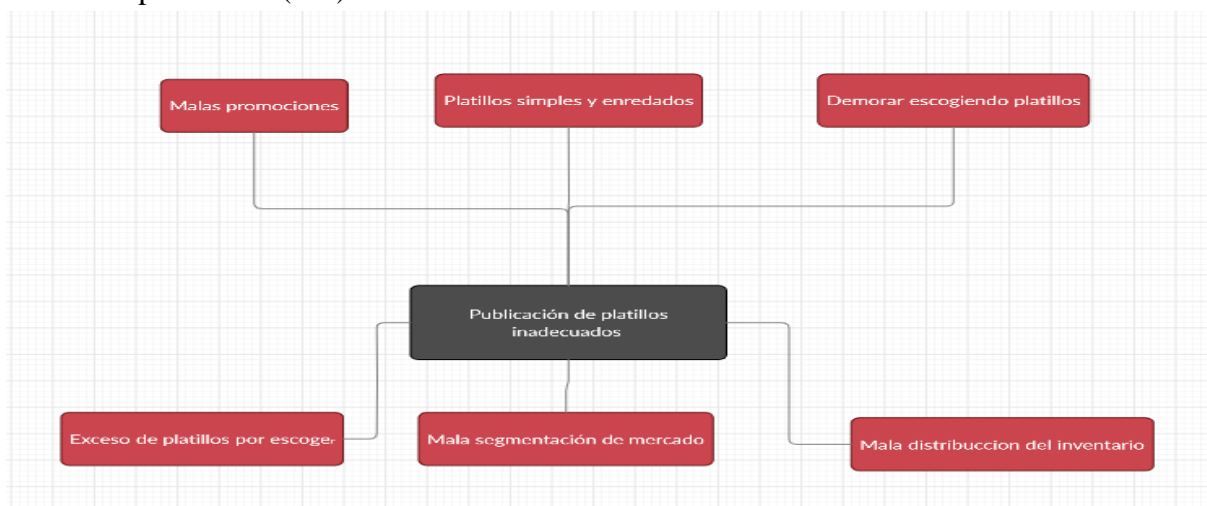 Malas promociones
Platillos simples y enredados
Demorar escogiendo platillos
Publicación de platillos
inadecuados
Exceso de platillos por escoger
Mala segmentación de mercado
Mala distribuccion del inventario